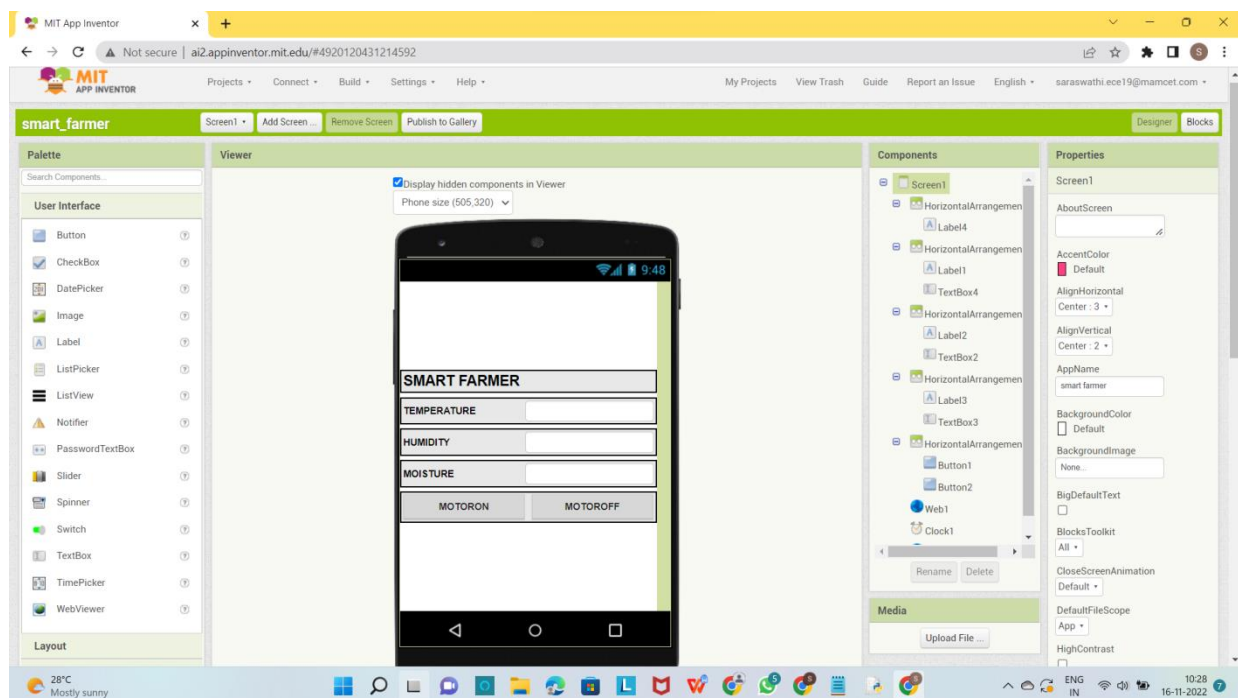 MIT App Inventor
Not secure | ai2.appinventor.mit.edu/#4920120431214592
S
MIT
APP INVENTOR
Projects Connect Build Settings Help
My Projects View Trash Guide Report an Issue English saraswathi.ece19@mamcet.com
smart_farmer
Screen1 Add Screen ... Remove Screen Publish to Gallery
Designer Blocks
Palette
Search Components...
User Interface
Button
CheckBox
DatePicker
Image
Label
ListPicker
ListView
Notifier
PasswordTextBox
Slider
Spinner
Switch
TextBox
TimePicker
WebViewer
Layout
Viewer
Display hidden components in Viewer
Phone size (505,320)
9:48
SMART FARMER
TEMPERATURE
HUMIDITY
MOISTURE
MOTORON MOTOROFF
Components
Screen1
HorizontalArrangemen
Label4
HorizontalArrangemen
Label1
TextBox4
HorizontalArrangemen
Label2
TextBox2
HorizontalArrangemen
Label3
TextBox3
HorizontalArrangemen
Button1
Button2
Web1
Clock1
Rename Delete
Media
Upload File ...
Properties
Screen1
AboutScreen
AccentColor
Default
AlignHorizontal
Center : 3
AlignVertical
Center : 2
AppName
smart farmer
BackgroundColor
Default
BackgroundImage
None...
BigDefaultText
BlocksToolkit
All
CloseScreenAnimation
Default
DefaultFileScope
App
HighContrast
28°C
Mostly sunny
ENG
IN
10:28
16-11-2022